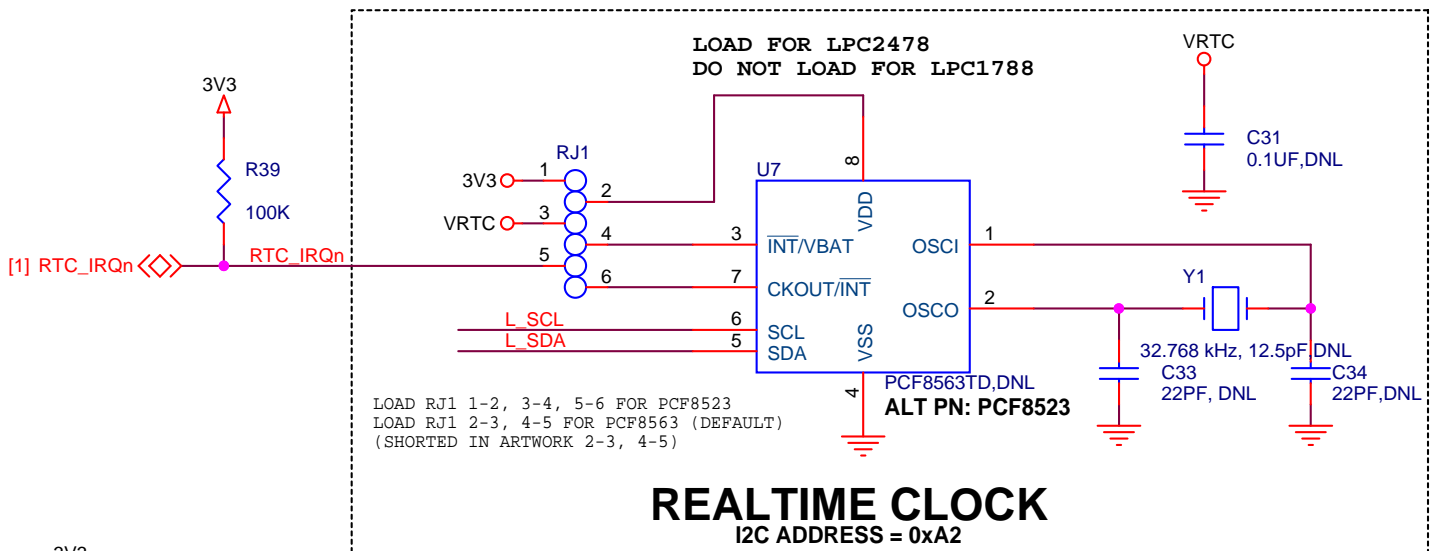 LOAD FOR LPC2478
DO NOT LOAD FOR LPC1788
VRTC
3V3
C31
0.1UF,DNL
R39
100K
RJ1
3V3
1
2
VRTC
3
4
5
6
U7
8
VDD
3
INT/VBAT
OSCI
1
[1] RTC_IRQn
RTC_IRQn
7
CKOUT/INT
Y1
OSCO
2
L_SCL
6
SCL
L_SDA
5
SDA
VSS
4
32.768 kHz, 12.5pF,DNL
C33
22PF, DNL
C34
22PF,DNL
PCF8563TD,DNL
ALT PN: PCF8523
LOAD RJ1 1-2, 3-4, 5-6 FOR PCF8523
LOAD RJ1 2-3, 4-5 FOR PCF8563 (DEFAULT)
(SHORTED IN ARTWORK 2-3, 4-5)
REALTIME CLOCK
I2C ADDRESS = 0xA2